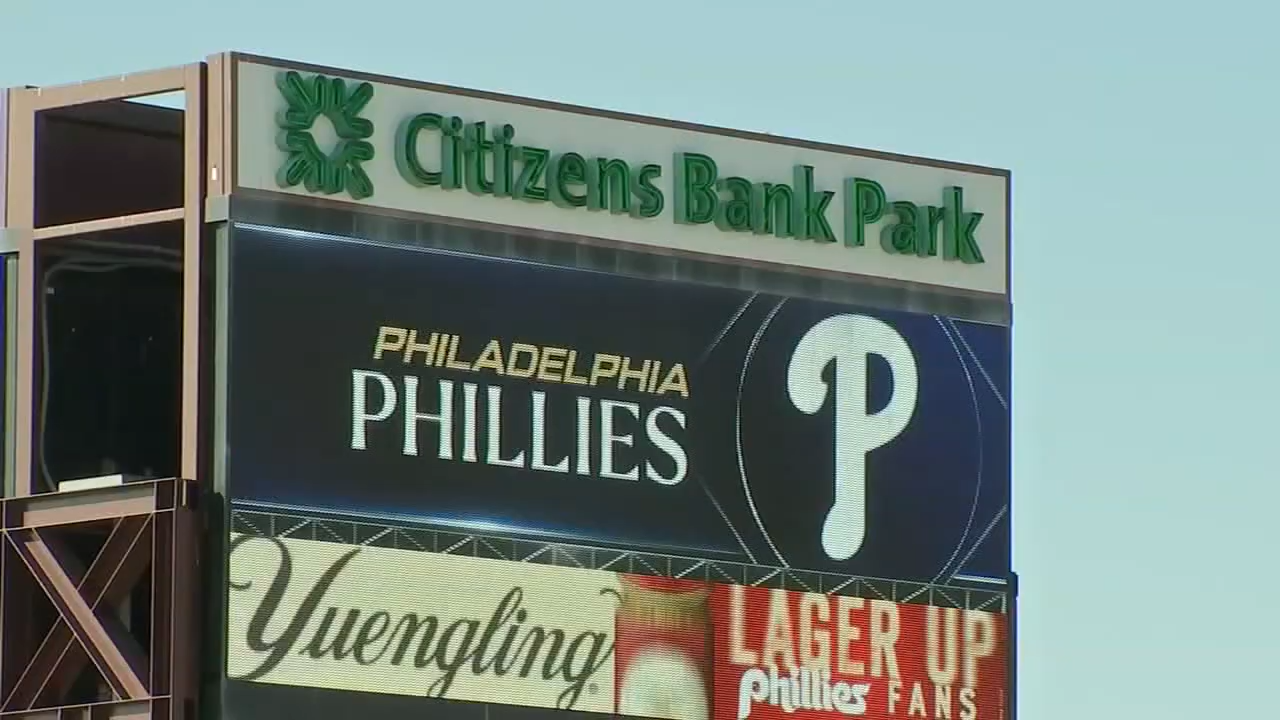 Citizens Bank Park
PHILADELPHIA
PHILLIES
P
Yuengling
LAGER UP
Phillies FANS